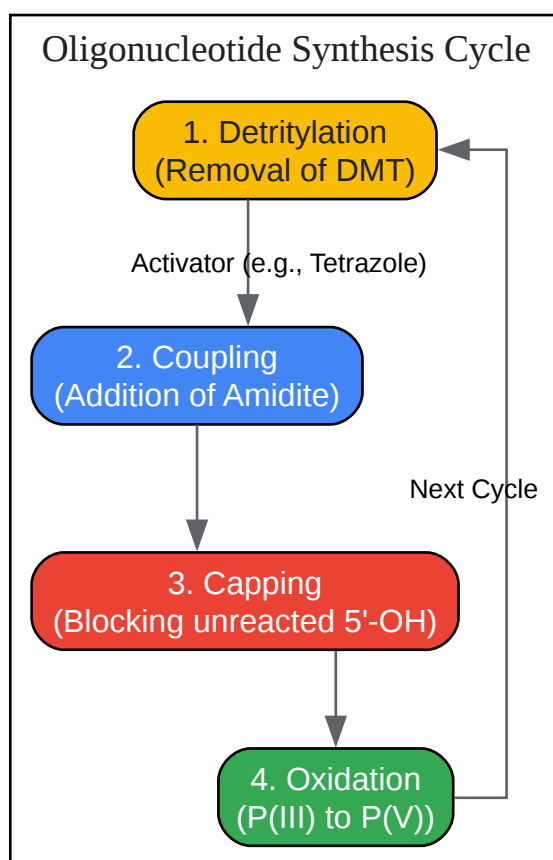 Oligonucleotide Synthesis Cycle
1. Detritylation
(Removal of DMT)
Activator (e.g., Tetrazole)
2. Coupling
(Addition of Amidite)
Next Cycle
3. Capping
(Blocking unreacted 5'-OH)
4. Oxidation
(P(III) to P(V))